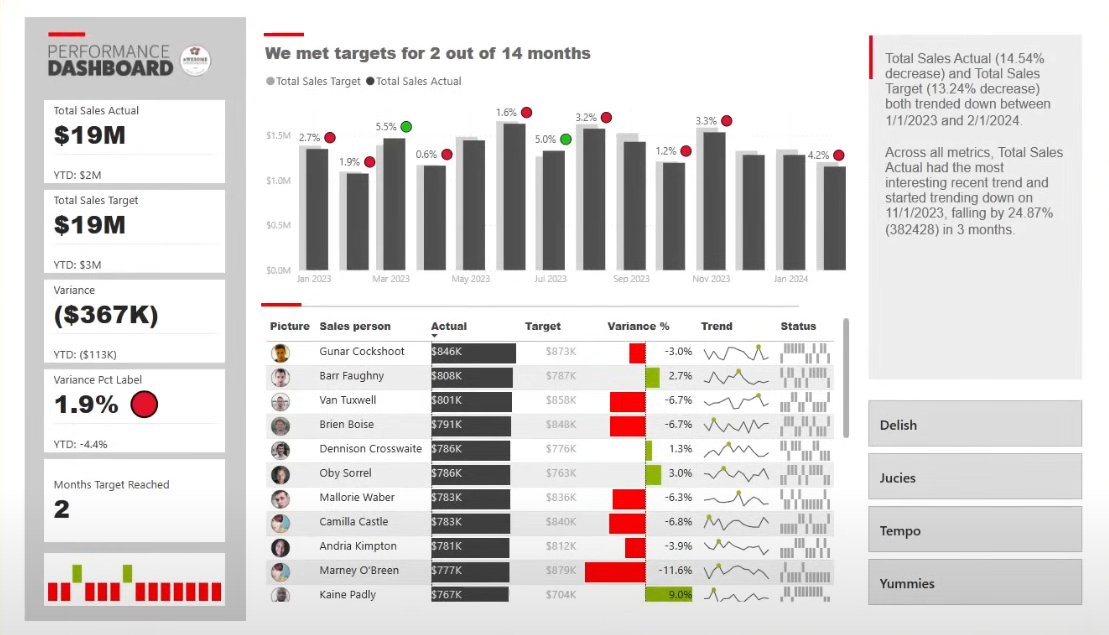 PERFORMANCE
DASHBOARD
AWESOME
Total Sales Actual
$19M
YTD: $2M
Total Sales Target
$19M
YTD: $3M
Variance
($367K)
YTD: ($113K)
Variance Pct Label
1.9%
YTD: -4.4%
Months Target Reached
2
We met targets for 2 out of 14 months
Total Sales Target Total Sales Actual
$1.5M
$1.0M
$0.5M
$0.0M
2.7% 1.9% 5.5% 0.6% 1.6% 5.0% 3.2% 1.2% 3.3% 4.2%
Jan 2023 Mar 2023 May 2023 Jul 2023 Sep 2023 Nov 2023 Jan 2024
Picture Sales person Actual Target Variance % Trend Status
Gunar Cockshoot $846K $873K -3.0%
Barr Faughny $808K $787K 2.7%
Van Tuxwell $801K $858K -6.7%
Brien Boise $791K $848K -6.7%
Dennison Crosswaite $786K $776K 1.3%
Oby Sorrel $786K $763K 3.0%
Mallorie Waber $783K $836K -6.3%
Camilla Castle $783K $840K -6.8%
Andria Kimpton $781K $812K -3.9%
Marney O'Breen $777K $879K -11.6%
Kaine Padly $767K $704K 9.0%
Total Sales Actual (14.54%
decrease) and Total Sales
Target (13.24% decrease)
both trended down between
1/1/2023 and 2/1/2024.
Across all metrics, Total Sales
Actual had the most
interesting recent trend and
started trending down on
11/1/2023, falling by 24.87%
(382428) in 3 months.
Delish
Jucies
Tempo
Yummies